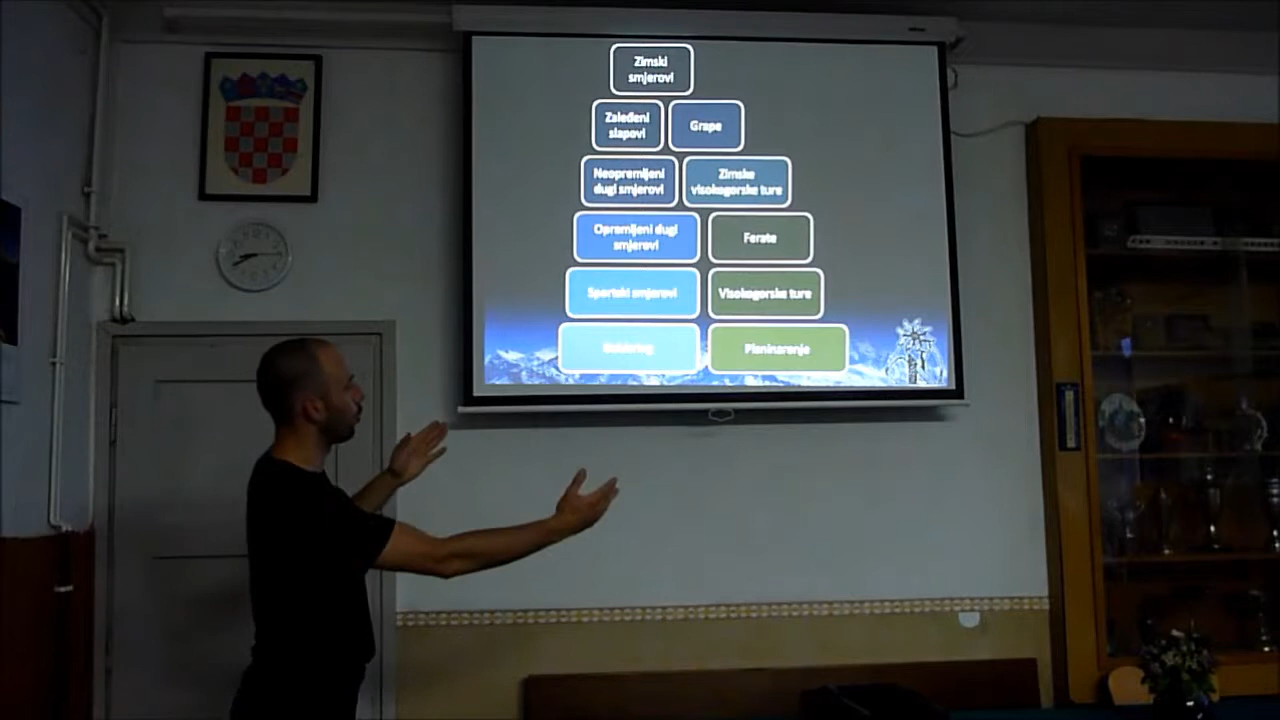 Zimski
smjerovi
Zaleđeni
slapovi
Grape
Neopremljeni
dugi smjerovi
Zimske
visokogorske ture
Opremljeni dugi
smjerovi
Ferate
Sportski smjerovi
Visokogorske ture
Planinarenje